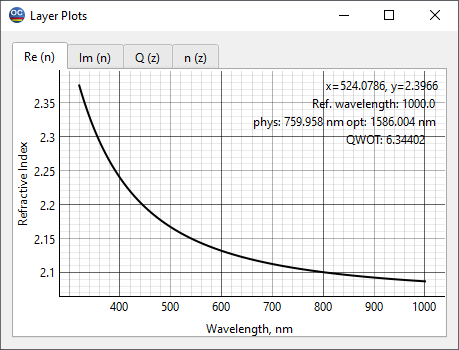 OC Layer Plots
Re (n) Im (n) Q (z) n (z)
x=524.0786, y=2.3966
Ref. wavelength: 1000.0
phys: 759.958 nm opt: 1586.004 nm
QWOT: 6.34402
Refractive Index
2.35
2.3
2.25
2.2
2.15
2.1
400 500 600 700 800 900 1000
Wavelength, nm